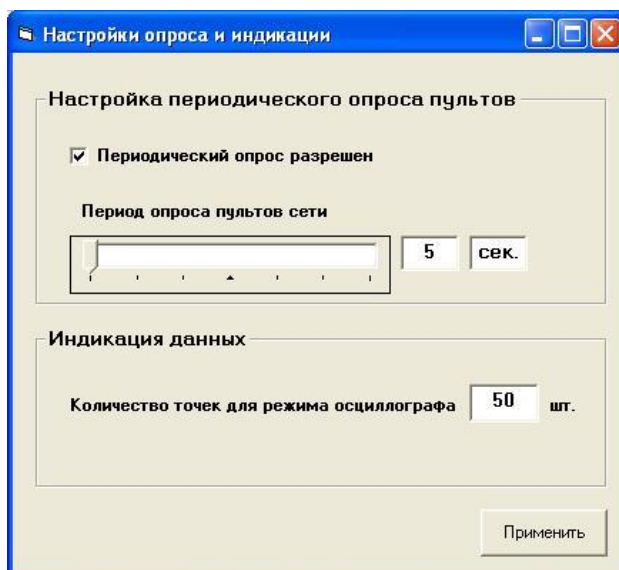 Настройки опроса и индикации
Настройка периодического опроса пультов
Периодический опрос разрешен
Период опроса пультов сети
5 сек.
Индикация данных
Количество точек для режима осциллографа 50 шт.
Применить